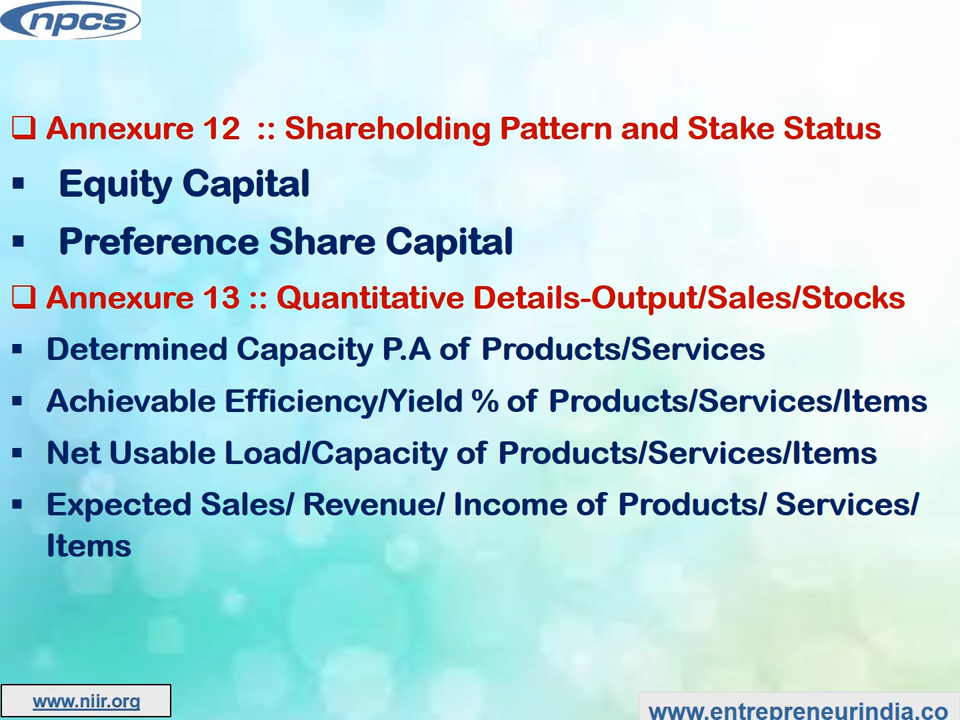 npcs
❑ Annexure 12 :: Shareholding Pattern and Stake Status
▪ Equity Capital
▪ Preference Share Capital
❑ Annexure 13 :: Quantitative Details-Output/Sales/Stocks
▪ Determined Capacity P.A of Products/Services
▪ Achievable Efficiency/Yield % of Products/Services/Items
▪ Net Usable Load/Capacity of Products/Services/Items
▪ Expected Sales/ Revenue/ Income of Products/ Services/
Items
www.niir.org
www.entrepreneurindia.co